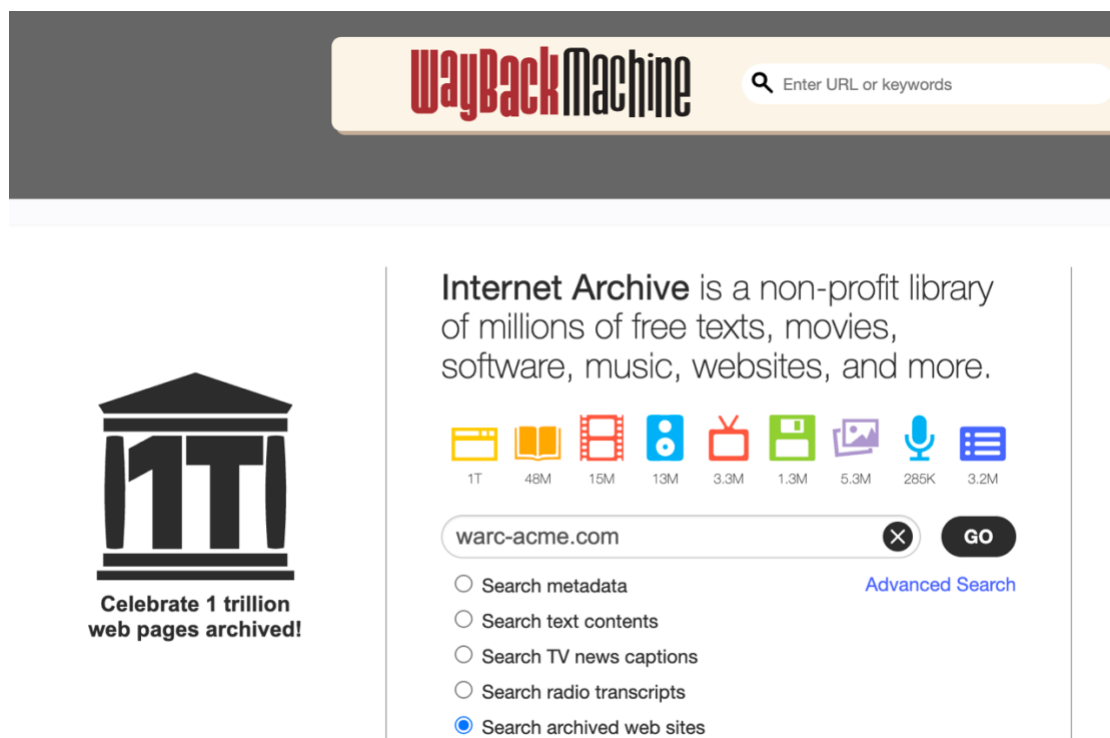 WayBackMachine
Enter URL or keywords
Internet Archive is a non-profit library
of millions of free texts, movies,
software, music, websites, and more.
1T
1T 48M 15M 13M 3.3M 1.3M 5.3M 285K 3.2M
warc-acme.com GO
Celebrate 1 trillion
web pages archived!
Search metadata Advanced Search
Search text contents
Search TV news captions
Search radio transcripts
Search archived web sites